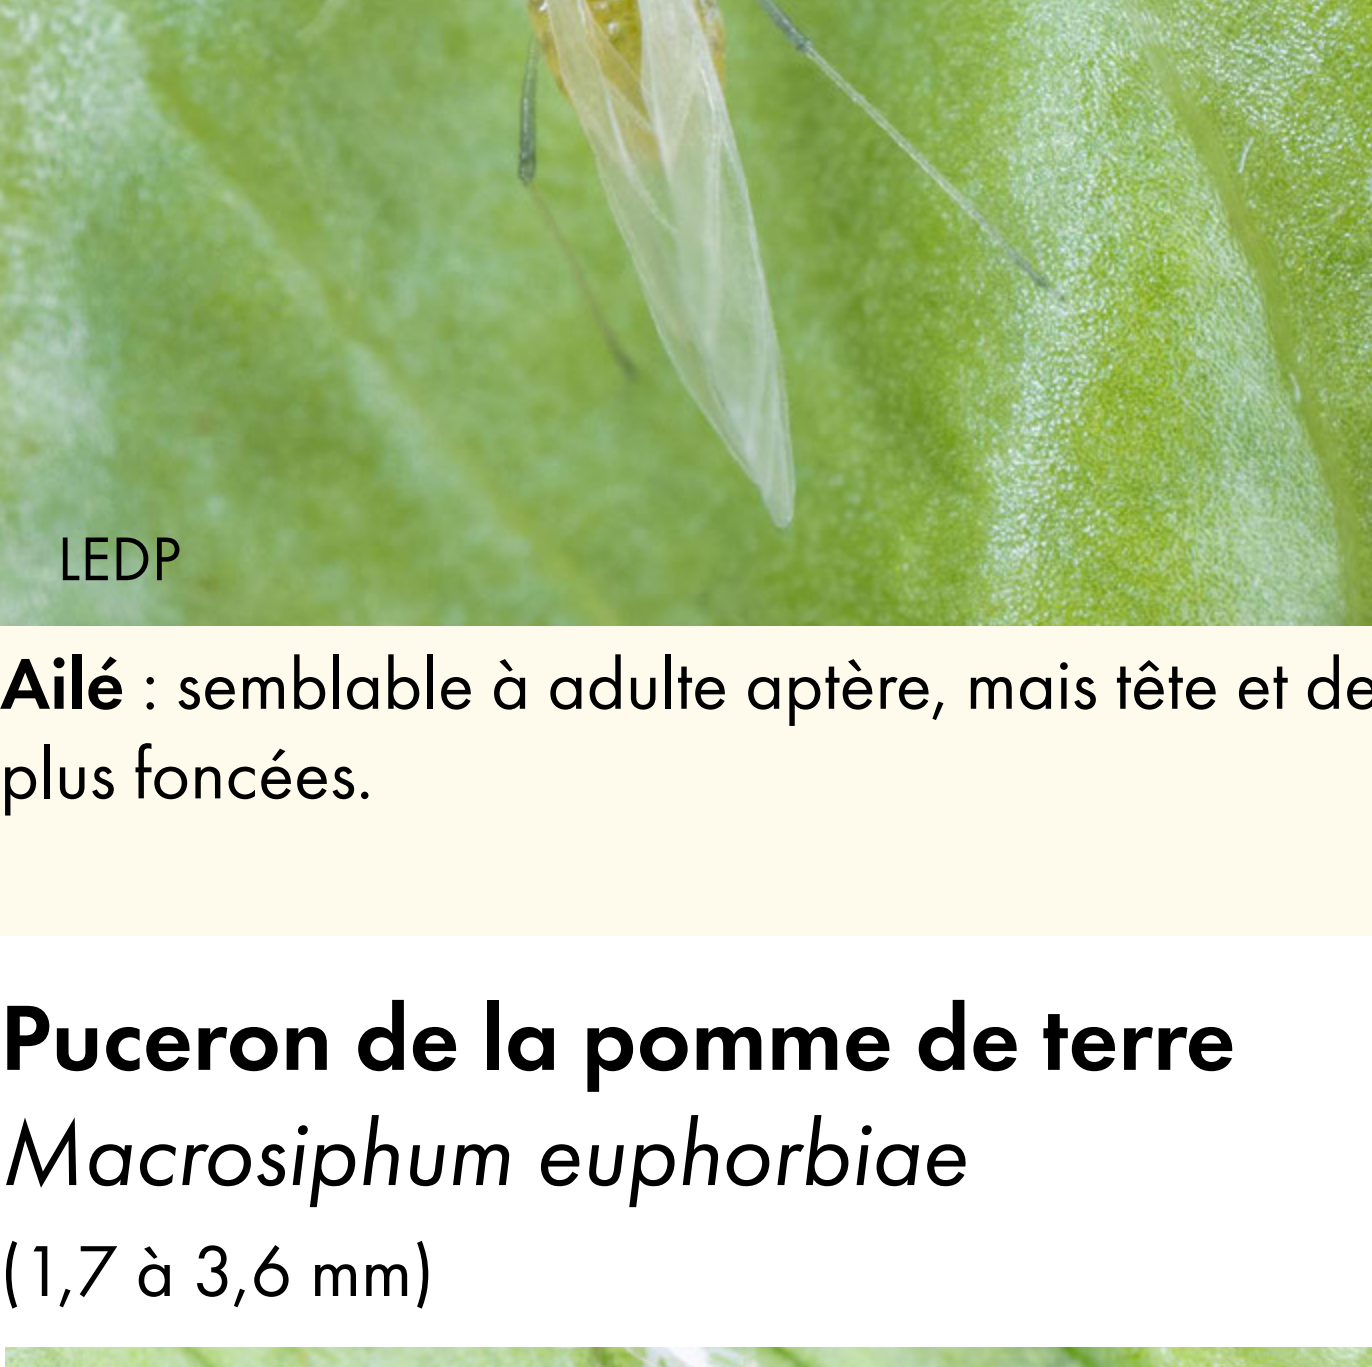 LEDP
Ailé : semblable à adulte aptère, mais tête et
plus foncées.
Puceron de la pomme de terre
Macrosiphum euphorbiae
(1,7 à 3,6 mm)